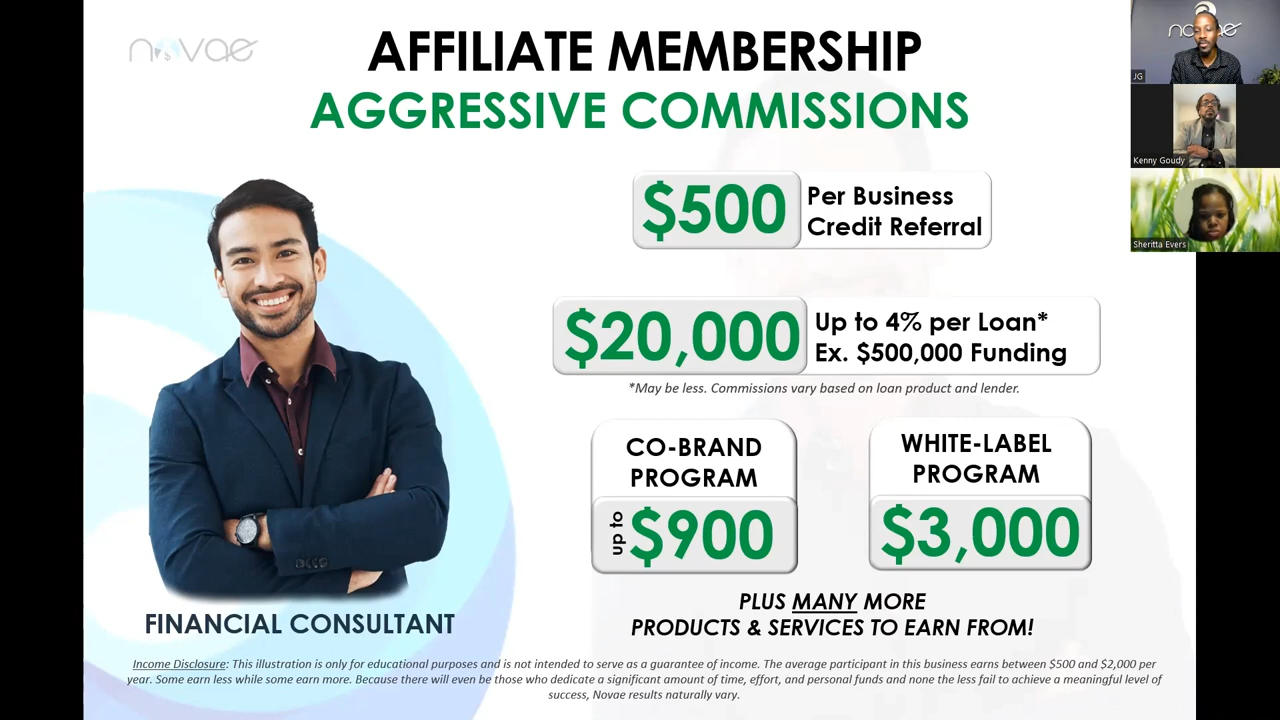 novae
AFFILIATE MEMBERSHIP
AGGRESSIVE COMMISSIONS
$500
Per Business
Credit Referral
$20,000
Up to 4% per Loan*
Ex. $500,000 Funding
*May be less. Commissions vary based on loan product and lender.
CO-BRAND
PROGRAM
up to
$900
WHITE-LABEL
PROGRAM
$3,000
PLUS MANY MORE
PRODUCTS & SERVICES TO EARN FROM!
FINANCIAL CONSULTANT
Income Disclosure: This illustration is only for educational purposes and is not intended to serve as a guarantee of income. The average participant in this business earns between $500 and $2,000 per
year. Some earn less while some earn more. Because there will even be those who dedicate a significant amount of time, effort, and personal funds and none the less fail to achieve a meaningful level of
success, Novae results naturally vary.
JG
Kenny Goudy
Sheritta Evers